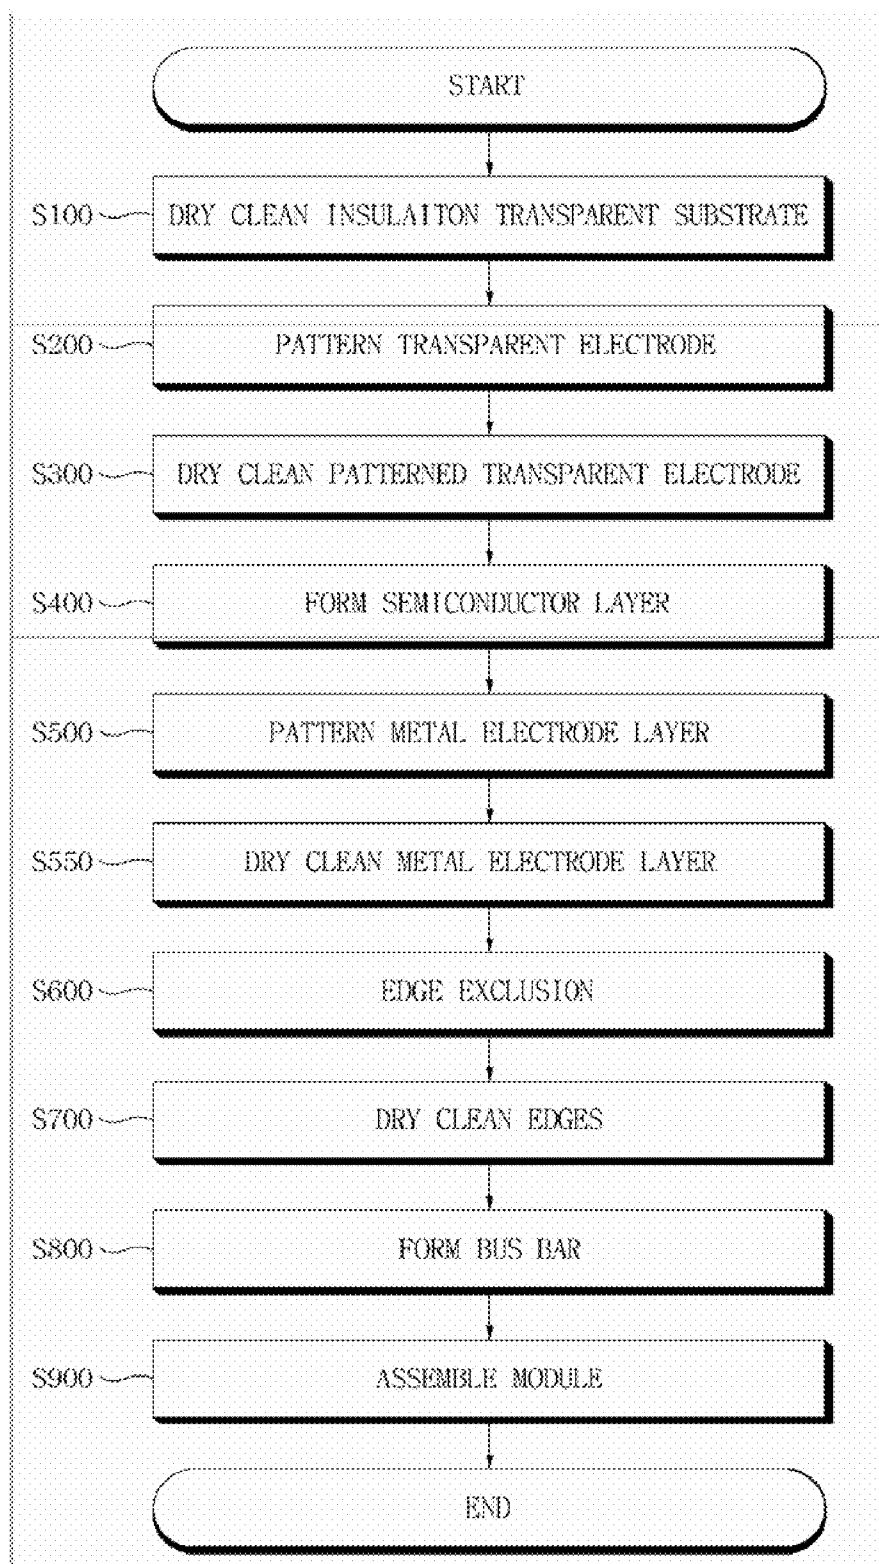 START
S100 DRY CLEAN INSULAITON TRANSPARENT SUBSTRATE
S200 PATTERN TRANSPARENT ELECTRODE
S300 DRY CLEAN PATTERNED TRANSPARENT ELECTRODE
S400 FORM SEMICONDUCTOR LAYER
S500 PATTERN METAL ELECTRODE LAYER
S550 DRY CLEAN METAL ELECTRODE LAYER
S600 EDGE EXCLUSION
S700 DRY CLEAN EDGES
S800 FORM BUS BAR
S900 ASSEMBLE MODULE
END